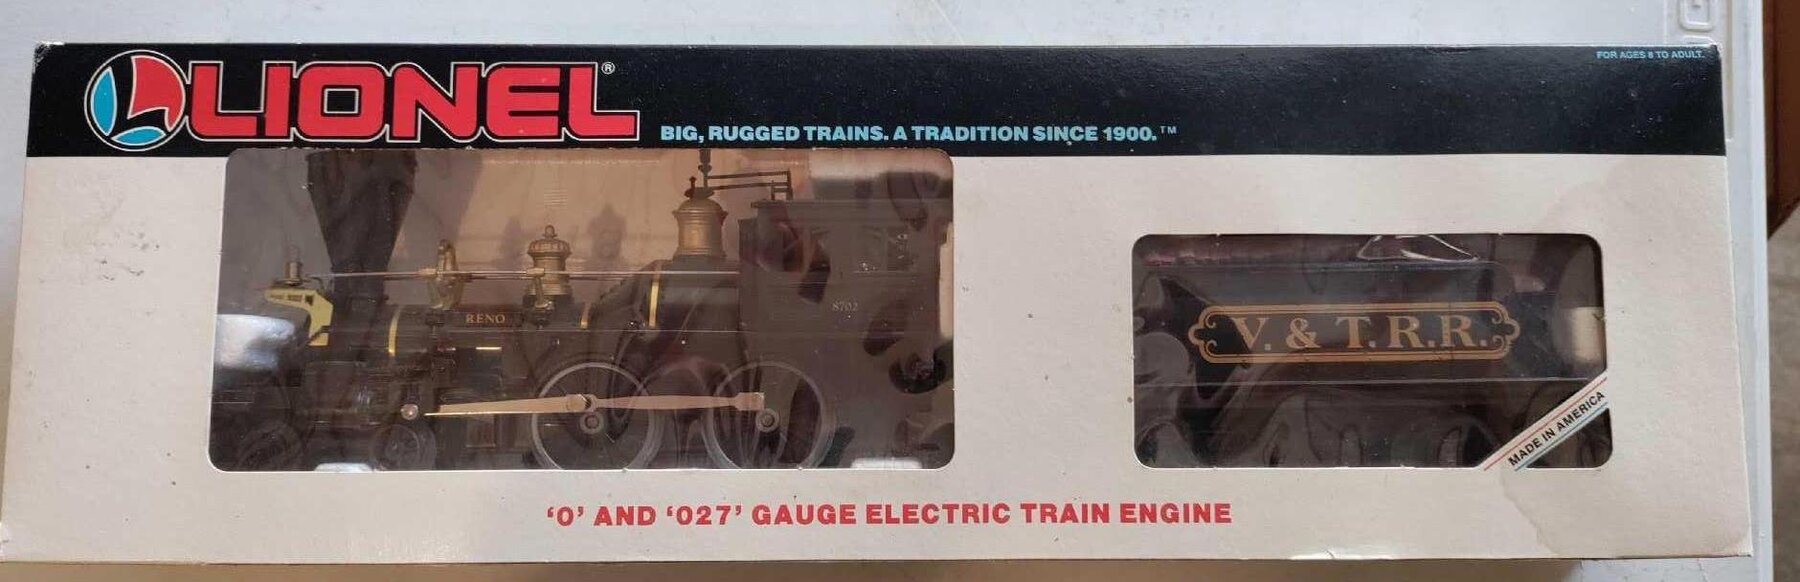 FOR AGES 8 TO ADULT.
LIONEL®
BIG, RUGGED TRAINS. A TRADITION SINCE 1900.™
RENO
8702
V. & T.R.R.
MADE IN AMERICA
‘O’ AND ‘027’ GAUGE ELECTRIC TRAIN ENGINE